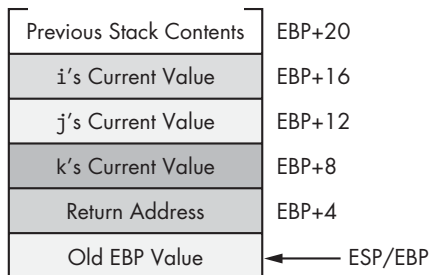 Previous Stack Contents EBP+20
i's Current Value EBP+16
j's Current Value EBP+12
k's Current Value EBP+8
Return Address EBP+4
Old EBP Value ESP/EBP